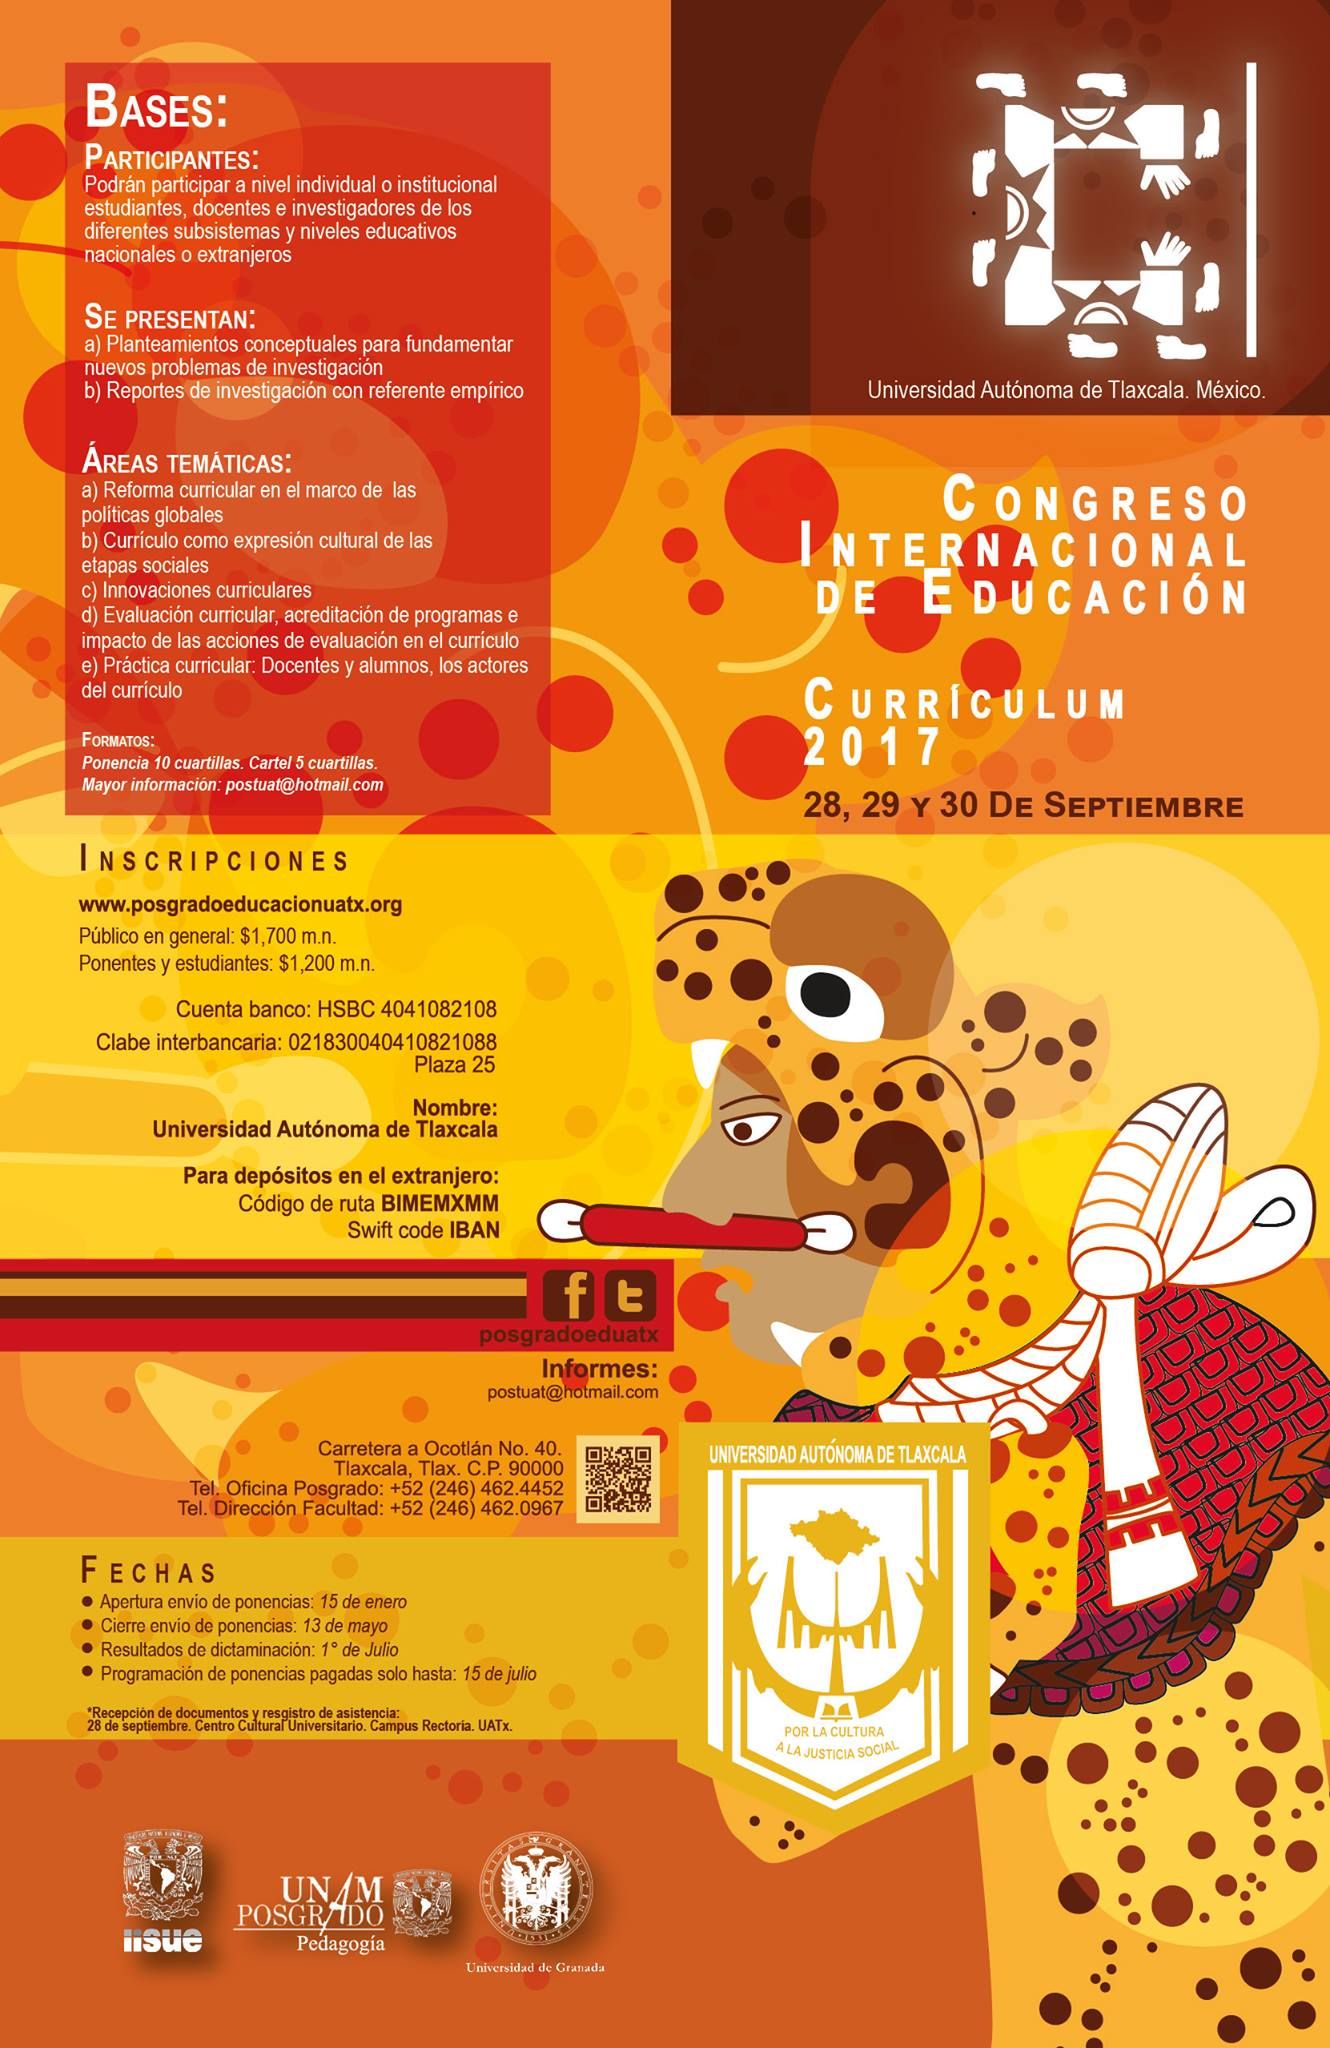 BASES:
PARTICIPANTES:
Podrán participar a nivel individual o institucional
estudiantes, docentes e investigadores de los
diferentes subsistemas y niveles educativos
nacionales o extranjeros
SE PRESENTAN:
a) Planteamientos conceptuales para fundamentar
nuevos problemas de investigación
b) Reportes de investigación con referente empírico
ÁREAS TEMÁTICAS:
a) Reforma curricular en el marco de las
políticas globales
b) Currículo como expresión cultural de las
etapas sociales
c) Innovaciones curriculares
d) Evaluación curricular, acreditación de programas e
impacto de las acciones de evaluación en el currículo
e) Práctica curricular: Docentes y alumnos, los actores
del currículo
FORMATOS:
Ponencia 10 cuartillas. Cartel 5 cuartillas.
Mayor información: postuat@hotmail.com
Universidad Autónoma de Tlaxcala. México.
CONGRESO
INTERNACIONAL
DE EDUCACIÓN
CURRÍCULUM
2017
28, 29 Y 30 DE SEPTIEMBRE
INSCRIPCIONES
www.posgradoeducacionuatx.org
Público en general: $1,700 m.n.
Ponentes y estudiantes: $1,200 m.n.
Cuenta banco: HSBC 4041082108
Clabe interbancaria: 021830040410821088
Plaza 25
Nombre:
Universidad Autónoma de Tlaxcala
Para depósitos en el extranjero:
Código de ruta BIMEMXMM
Swift code IBAN
f t
posgradoeduatx
Informes:
postuat@hotmail.com
Carretera a Ocotlán No. 40.
Tlaxcala, Tlax. C.P. 90000
Tel. Oficina Posgrado: +52 (246) 462.4452
Tel. Dirección Facultad: +52 (246) 462.0967
FECHAS
• Apertura envío de ponencias: 15 de enero
• Cierre envío de ponencias: 13 de mayo
• Resultados de dictaminación: 1° de Julio
• Programación de ponencias pagadas solo hasta: 15 de julio
*Recepción de documentos y resgistro de asistencia:
28 de septiembre. Centro Cultural Universitario. Campus Rectoría. UATx.
UNIVERSIDAD AUTÓNOMA DE TLAXCALA
POR LA CULTURA
A LA JUSTICIA SOCIAL
iisue
UNAM
POSGRADO
Pedagogía
1531
Universidad de Granada